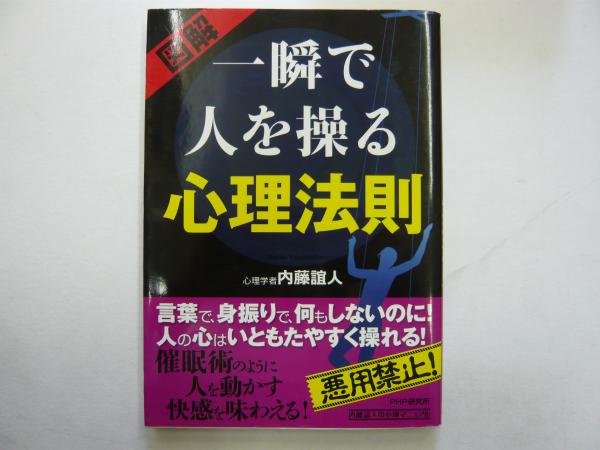 図解
一瞬で
人を操る
心理法則
心理学者 内藤誼人
言葉で、身振りで、何もしないのに!
人の心はいともたやすく操れる!
催眠術のように
人を動かす
快感を味わえる!
悪用禁止!
PHP研究所